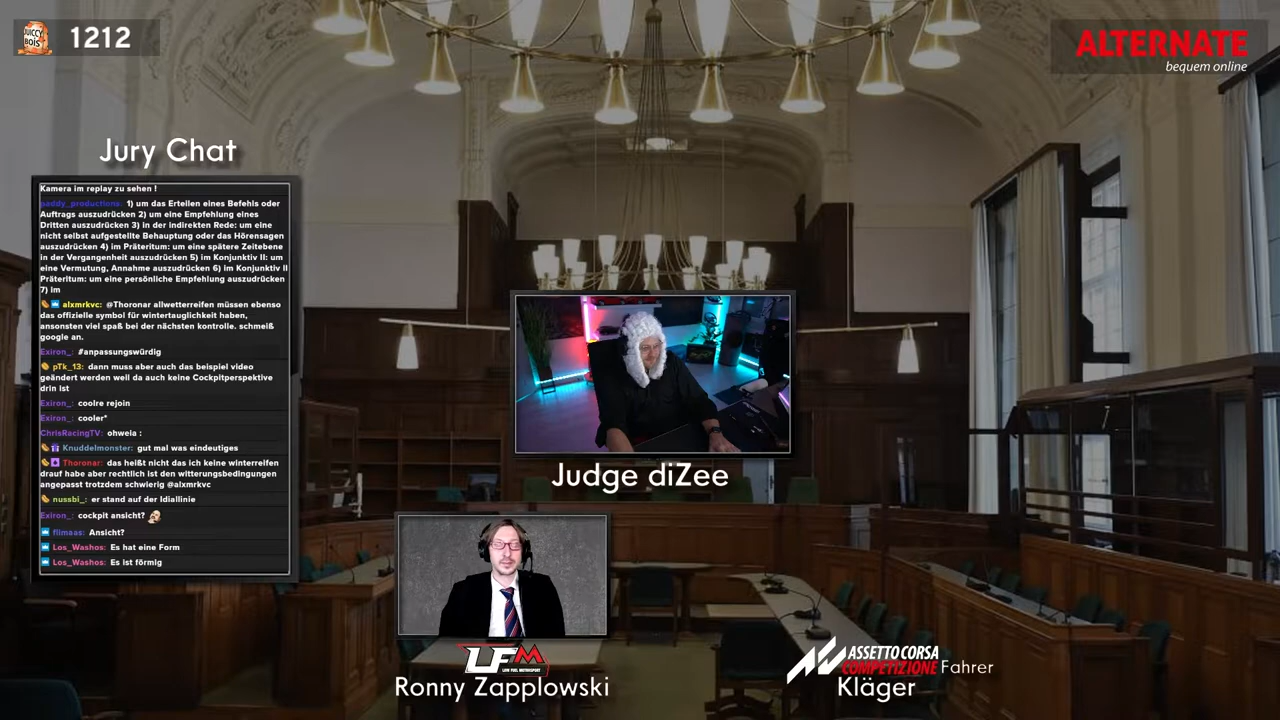 JUICCY BOIS
1212
ALTERNATE
bequem online
Jury Chat
Kamera im replay zu sehen !
paddy_productions: 1) um das Erteilen eines Befehls oder
Auftrags auszudrücken 2) um eine Empfehlung eines
Dritten auszudrücken 3) in der indirekten Rede: um eine
nicht selbst aufgestellte Behauptung oder das Hörensagen
auszudrücken 4) im Präteritum: um eine spätere Zeitebene
in der Vergangenheit auszudrücken 5) im Konjunktiv II: um
eine Vermutung, Annahme auszudrücken 6) im Konjunktiv II
Präteritum: um eine persönliche Empfehlung auszudrücken
7) im
alxmrkvc: @Thoronar allwetterreifen müssen ebenso
das offizielle symbol für wintertauglichkeit haben,
ansonsten viel spaß bei der nächsten kontrolle. schmeiß
google an.
Exiron_: #anpassungswürdig
pTk_13: dann muss aber auch das beispiel video
geändert werden weil da auch keine Cockpitperspektive
drin ist
Exiron_: coolre rejoin
Exiron_: cooler*
ChrisRacingTV: ohweia :
Knuddelmonster: gut mal was eindeutiges
Thoronar: das heißt nicht das ich keine winterreifen
drauf habe aber rechtlich ist den witterungsbedingungen
angepasst trotzdem schwierig @alxmrkvc
nussbi_: er stand auf der Idiallinie
Exiron_: cockpit ansicht?
flimaas: Ansicht?
Los_Washos: Es hat eine Form
Los_Washos: Es ist förmig
Judge diZee
LFM
LOW FUEL MOTORSPORT
Ronny Zapplowski
ASSETTO CORSA
COMPETIZIONE Fahrer
Kläger